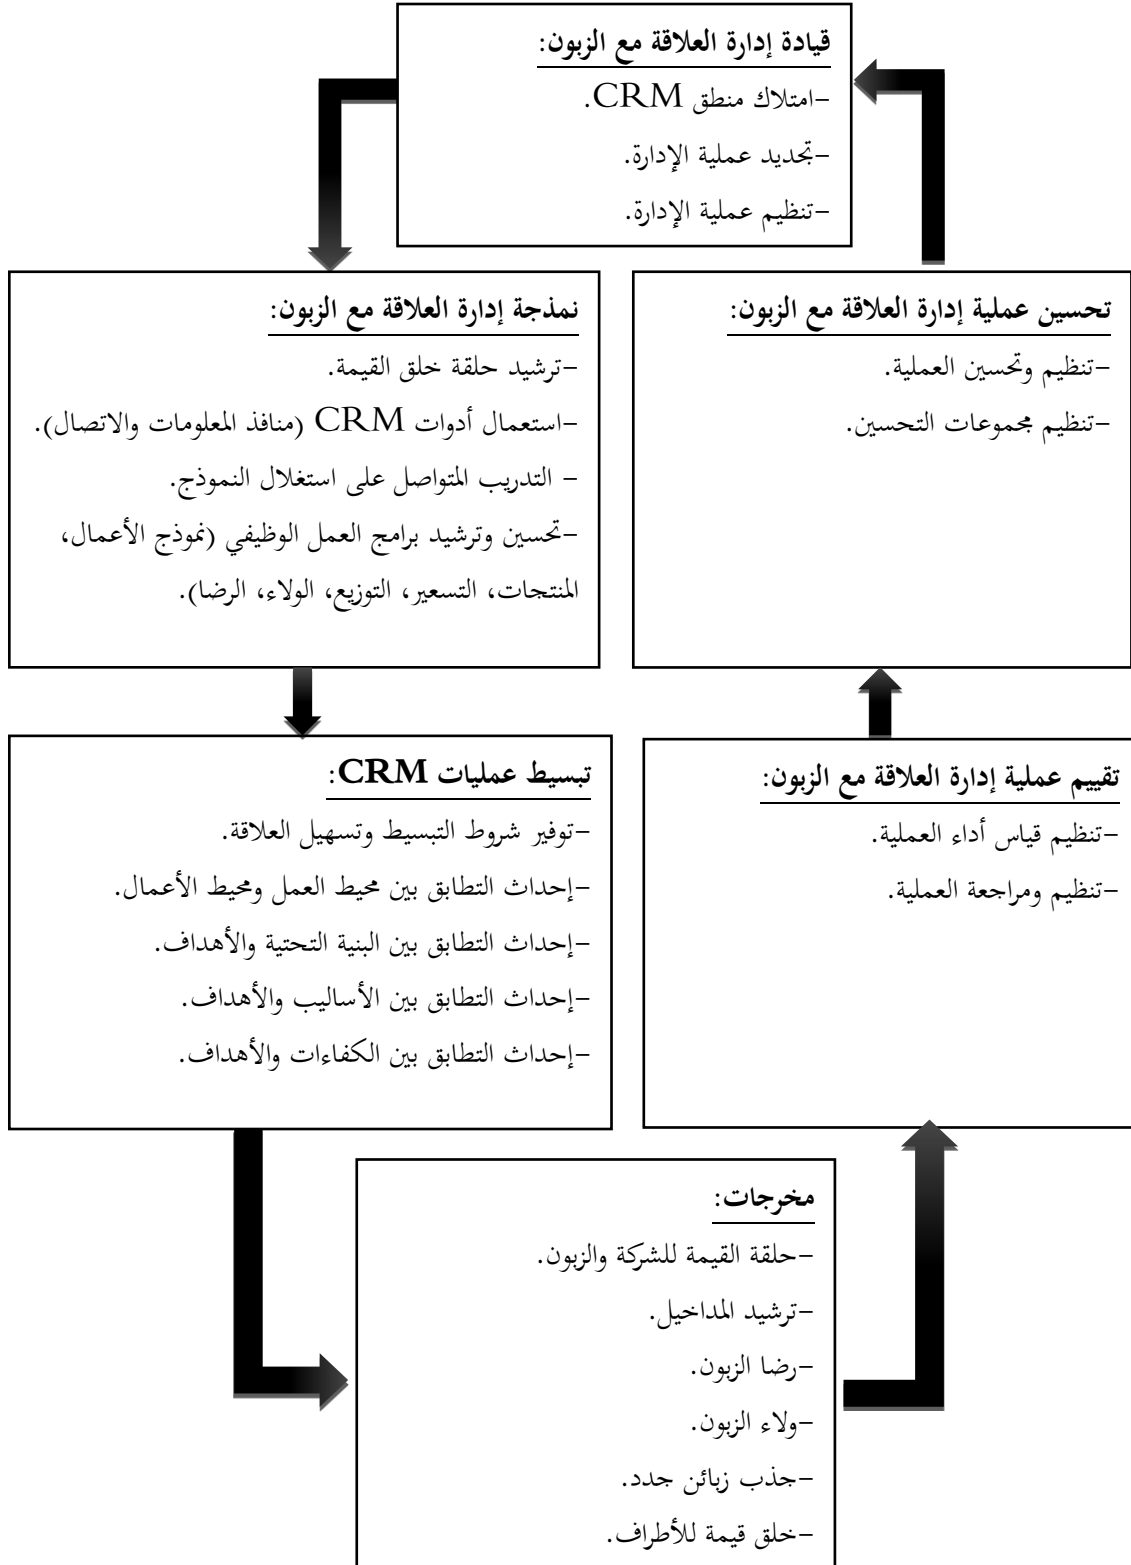 قيادة إدارة العلاقة مع الزبون:
-امتلاك منطق CRM.
-تحديد عملية الإدارة.
-تنظيم عملية الإدارة.
نمذجة إدارة العلاقة مع الزبون:
-ترشيد حلقة خلق القيمة.
-استعمال أدوات CRM (منافذ المعلومات والاتصال).
- التدريب المتواصل على استغلال النموذج.
-تحسين وترشيد برامج العمل الوظيفي (نموذج الأعمال،
المنتجات، التسعير، التوزيع، الولاء، الرضا).
تحسين عملية إدارة العلاقة مع الزبون:
-تنظيم وتحسين العملية.
-تنظيم مجموعات التحسين.
تبسيط عمليات CRM:
-توفير شروط التبسيط وتسهيل العلاقة.
-إحداث التطابق بين محيط العمل ومحيط الأعمال.
-إحداث التطابق بين البنية التحتية والأهداف.
-إحداث التطابق بين الأساليب والأهداف.
-إحداث التطابق بين الكفاءات والأهداف.
تقييم عملية إدارة العلاقة مع الزبون:
-تنظيم قياس أداء العملية.
-تنظيم ومراجعة العملية.
مخرجات:
-حلقة القيمة للشركة والزبون.
-ترشيد المداخيل.
-رضا الزبون.
-ولاء الزبون.
-جذب زبائن جدد.
-خلق قيمة للأطراف.